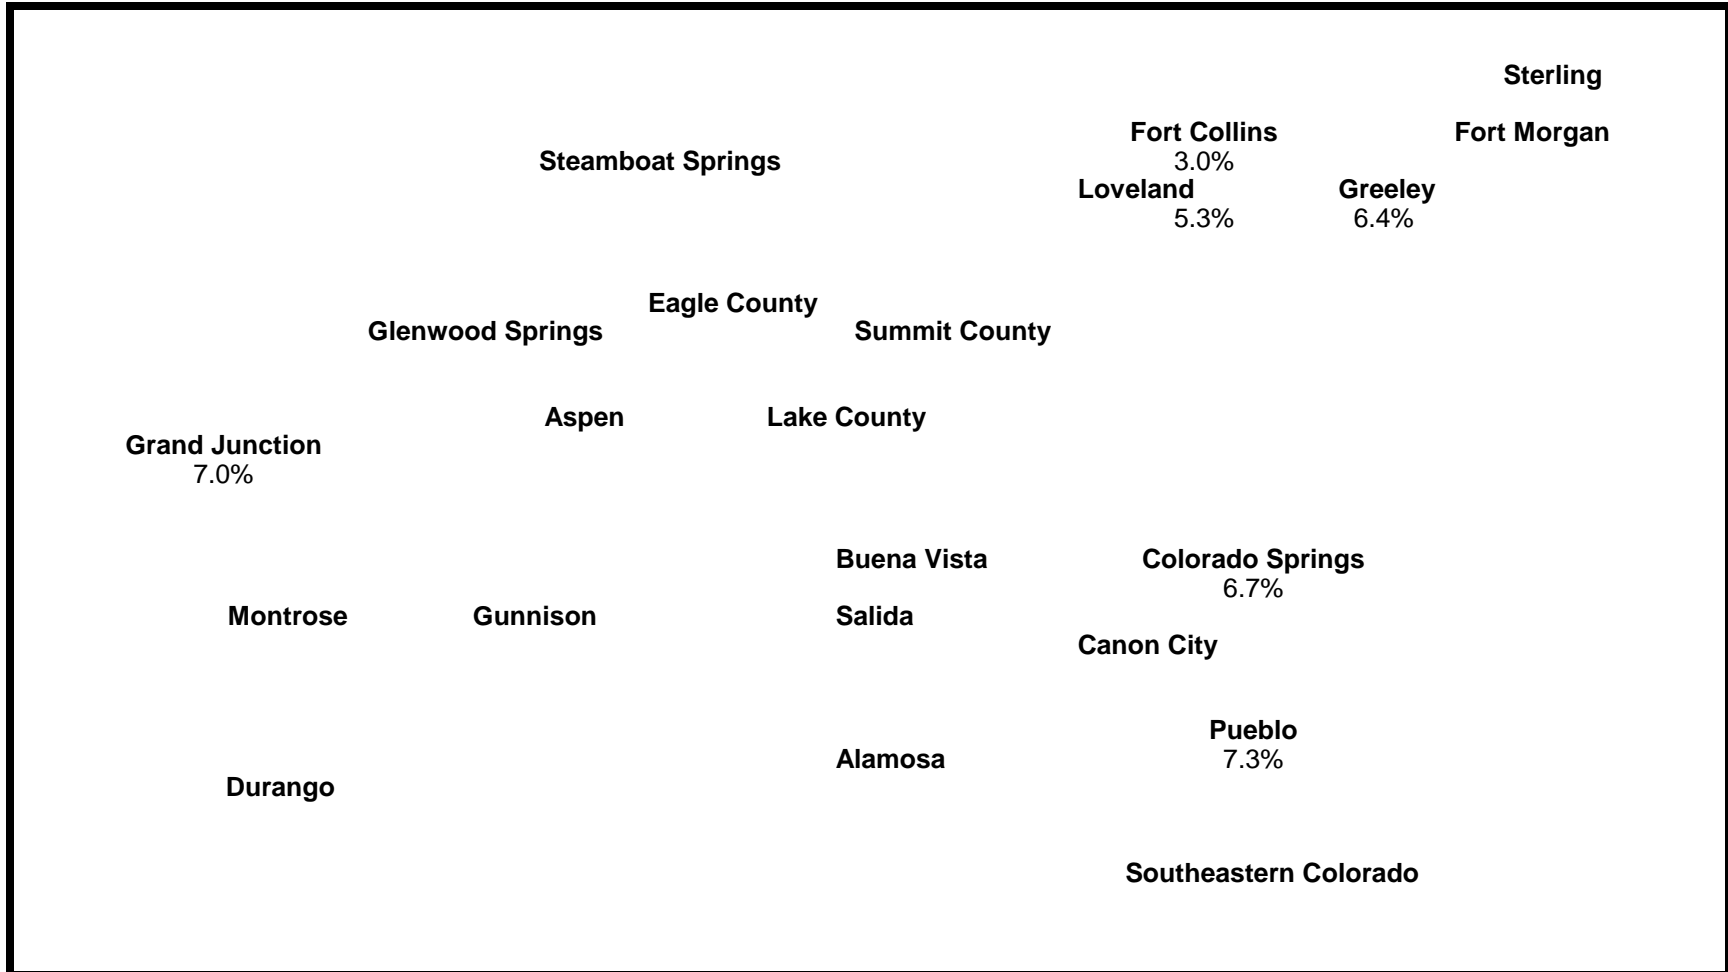 Sterling
Fort Collins Fort Morgan
Steamboat Springs 3.0%
Loveland Greeley
5.3% 6.4%
Eagle County
Glenwood Springs Summit County
Aspen Lake County
Grand Junction
7.0%
Buena Vista Colorado Springs
6.7%
Montrose Gunnison Salida
Canon City
Pueblo
Alamosa 7.3%
Durango
Southeastern Colorado